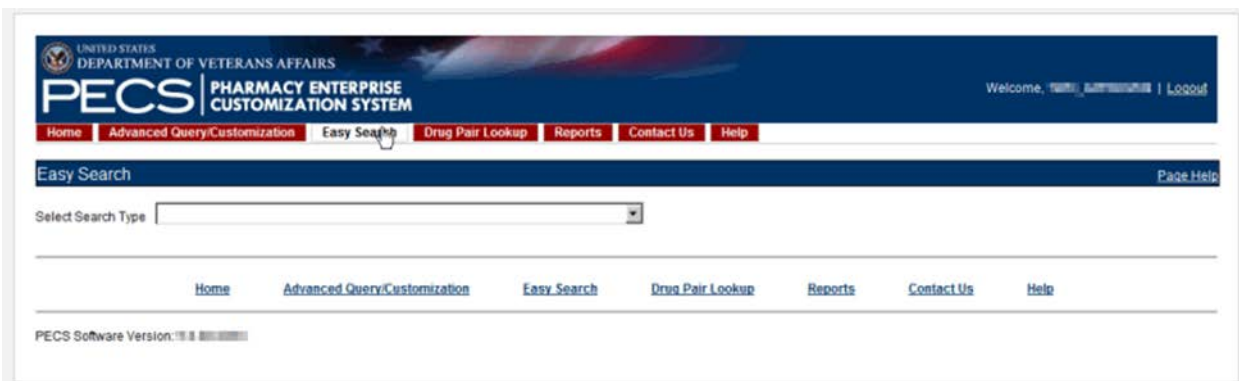 UNITED STATES
DEPARTMENT OF VETERANS AFFAIRS
PECS PHARMACY ENTERPRISE
CUSTOMIZATION SYSTEM
Welcome, | Logout
Home Advanced Query/Customization Easy Search Drug Pair Lookup Reports Contact Us Help
Easy Search Page Help
Select Search Type
Home Advanced Query/Customization Easy Search Drug Pair Lookup Reports Contact Us Help
PECS Software Version: